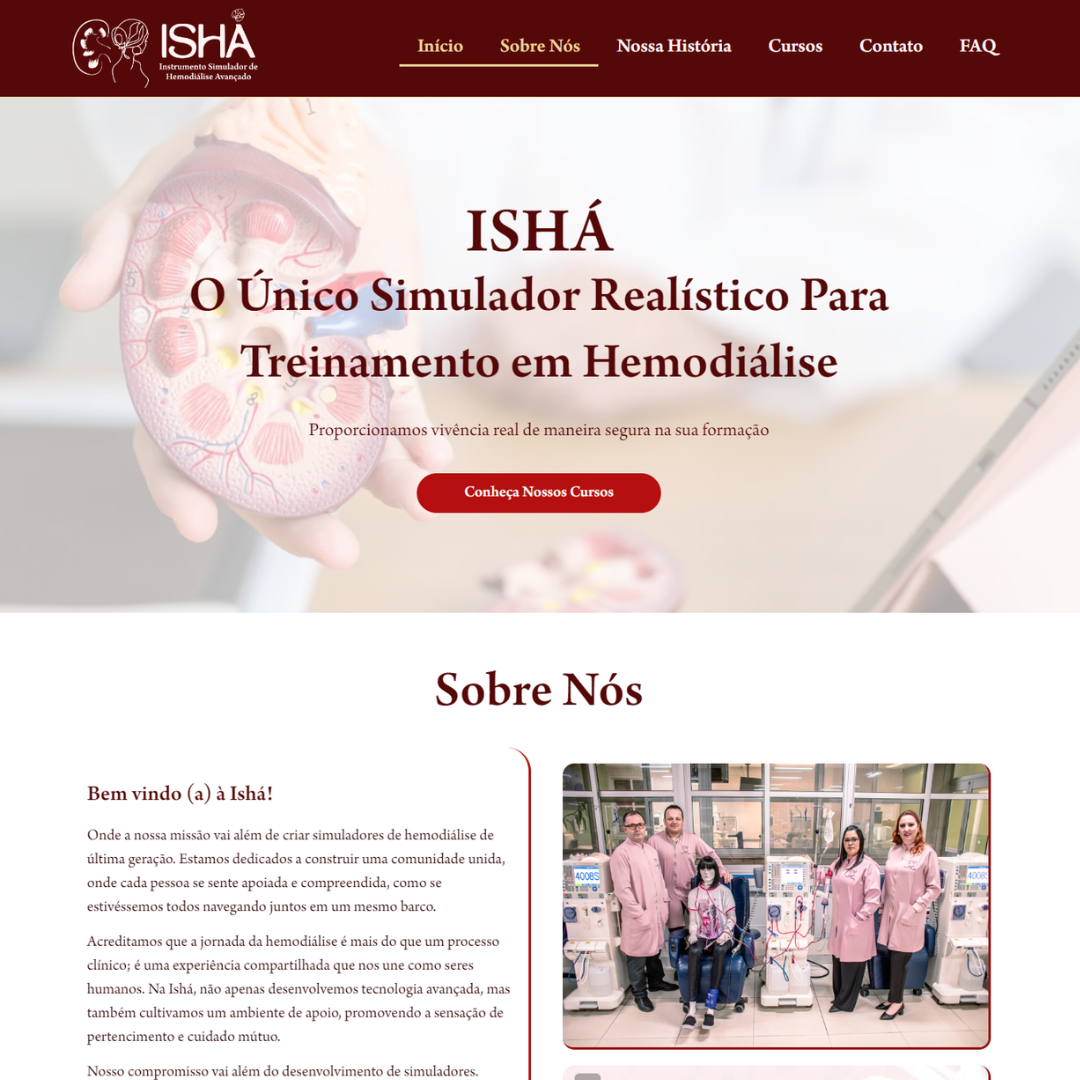 ISHÁ
Instrumento Simulador de
Hemodiálise Avançado
Início Sobre Nós Nossa História Cursos Contato FAQ
ISHÁ
O Único Simulador Realístico Para
Treinamento em Hemodiálise
Proporcionamos vivência real de maneira segura na sua formação
Conheça Nossos Cursos
Sobre Nós
Bem vindo (a) à Ishá!
Onde a nossa missão vai além de criar simuladores de hemodiálise de
última geração. Estamos dedicados a construir uma comunidade unida,
onde cada pessoa se sente apoiada e compreendida, como se
estivéssemos todos navegando juntos em um mesmo barco.
Acreditamos que a jornada da hemodiálise é mais do que um processo
clínico; é uma experiência compartilhada que nos une como seres
humanos. Na Ishá, não apenas desenvolvemos tecnologia avançada, mas
também cultivamos um ambiente de apoio, promovendo a sensação de
pertencimento e cuidado mútuo.
Nosso compromisso vai além do desenvolvimento de simuladores.
4008S
4008S